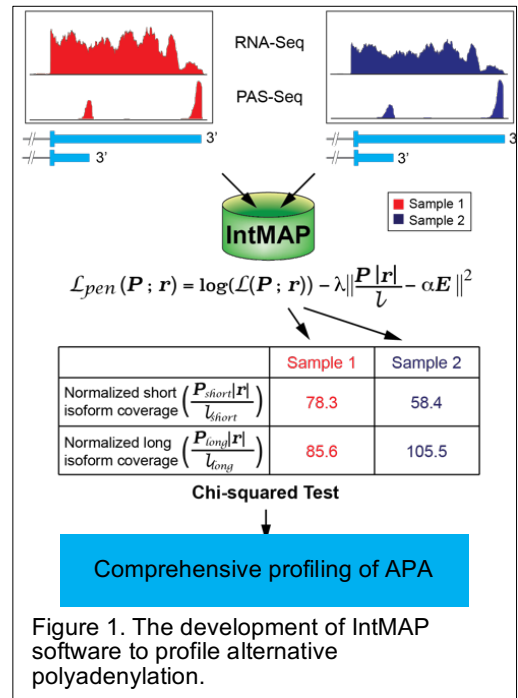 RNA-Seq
PAS-Seq
3'
3'
3'
3'
IntMAP
Sample 1
Sample 2
ℒpen (P ; r) = log(ℒ(P ; r)) − λ||P|r|/l − αE ||²
Sample 1 Sample 2
Normalized short isoform coverage (Pshort|r|/lshort) 78.3 58.4
Normalized long isoform coverage (Plong|r|/llong) 85.6 105.5
Chi-squared Test
Comprehensive profiling of APA
Figure 1. The development of IntMAP
software to profile alternative
polyadenylation.